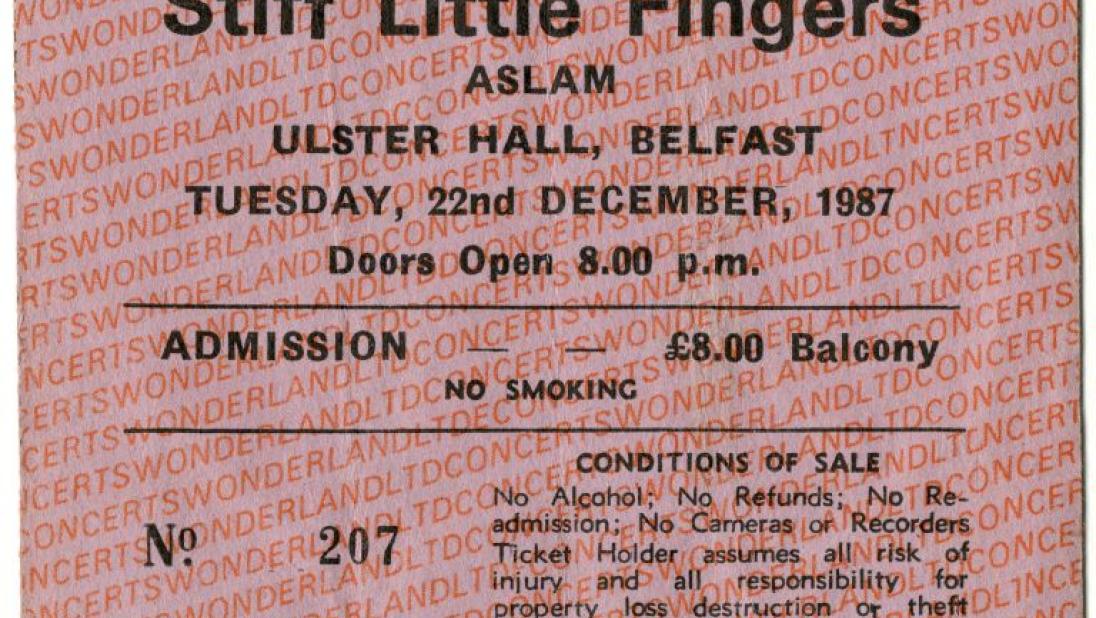 Stiff Little Fingers
ASLAM
ULSTER HALL, BELFAST
TUESDAY, 22nd DECEMBER, 1987
Doors Open 8.00 p.m.
ADMISSION — — £8.00 Balcony
NO SMOKING
CONDITIONS OF SALE
No Alcohol; No Refunds; No Re-
admission; No Cameras or Recorders
Ticket Holder assumes all risk of
injury and all responsibility for
property loss destruction or theft
Nº 207